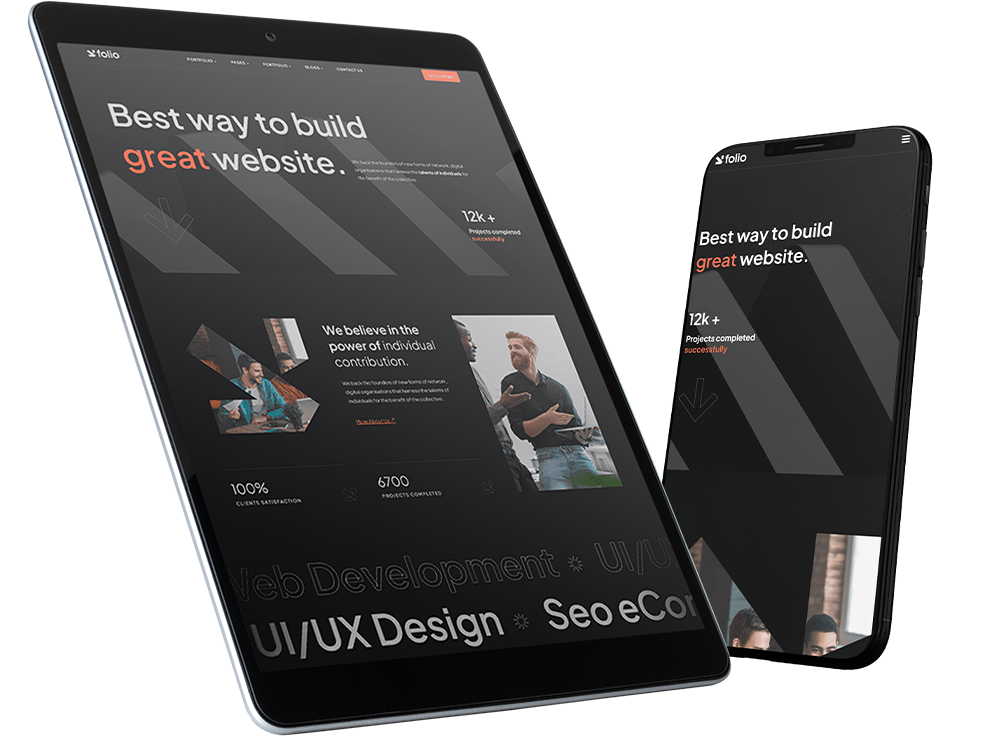 folio
PORTFOLIO PAGES PORTFOLIO BLOGS CONTACT US
Best way to build
great website.
We back the founders of new forms of network, digital
organisations that harness the talents of individuals for
the benefit of the collective.
12k +
Projects completed
successfully
We believe in the
power of individual
contribution.
We back the founders of new forms of network,
digital organisations that harness the talents of
individuals for the benefit of the collective.
More About Us
100%
CLIENTS SATISFACTION
6700
PROJECTS COMPLETED
Web Development UI/U
UI/UX Design Seo eCor
folio
Best way to build
great website.
12k +
Projects completed
successfully